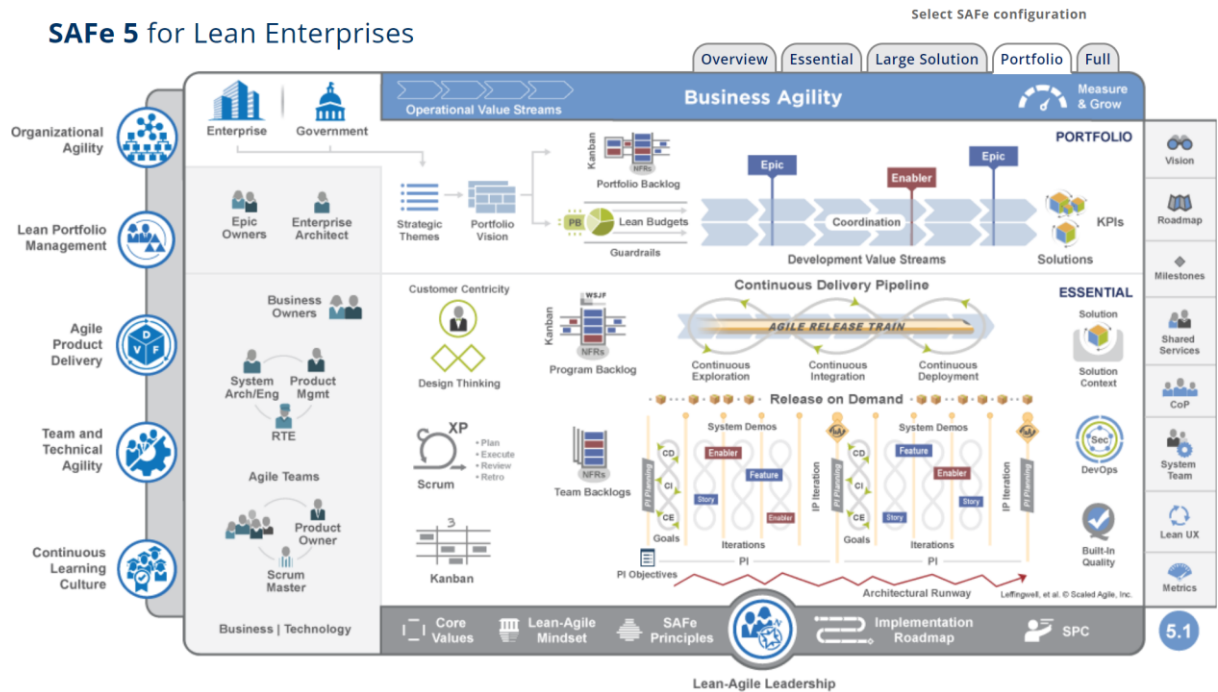 Select SAFe configuration
SAFe 5 for Lean Enterprises
Overview
Essential
Large Solution
Portfolio
Full
Organizational
Agility
Lean Portfolio
Management
Agile
Product
Delivery
Team and
Technical
Agility
Continuous
Learning
Culture
Operational Value Streams
Business Agility
Measure
& Grow
Enterprise
Government
PORTFOLIO
Epic
Owners
Enterprise
Architect
Strategic
Themes
Portfolio
Vision
Kanban
NFRs
Portfolio Backlog
PB
Lean Budgets
Guardrails
Epic
Enabler
Epic
Coordination
Development Value Streams
KPIs
Solutions
ESSENTIAL
Business
Owners
System
Arch/Eng
Product
Mgmt
RTE
Agile Teams
Product
Owner
Scrum
Master
Business | Technology
Customer Centricity
Design Thinking
XP
• Plan
• Execute
• Review
• Retro
Scrum
3
Kanban
Kanban
WSJF
NFRs
Program Backlog
NFRs
Team Backlogs
Continuous Delivery Pipeline
AGILE RELEASE TRAIN
Continuous
Exploration
Continuous
Integration
Continuous
Deployment
Release on Demand
System Demos
System Demos
PI Planning
CD
CI
CE
Goals
Enabler
Feature
Story
Enabler
Iterations
IP Iteration
PI Planning
CD
CI
CE
Goals
Feature
Enabler
Story
Story
Iterations
IP Iteration
PI
PI
PI Objectives
Architectural Runway
Leffingwell, et al. © Scaled Agile, Inc.
Solution
Solution
Context
Sec
DevOps
Built-In
Quality
Vision
Roadmap
Milestones
Shared
Services
CoP
System
Team
Lean UX
Metrics
D
V
F
Core
Values
Lean-Agile
Mindset
SAFe
Principles
Implementation
Roadmap
SPC
5.1
Lean-Agile Leadership